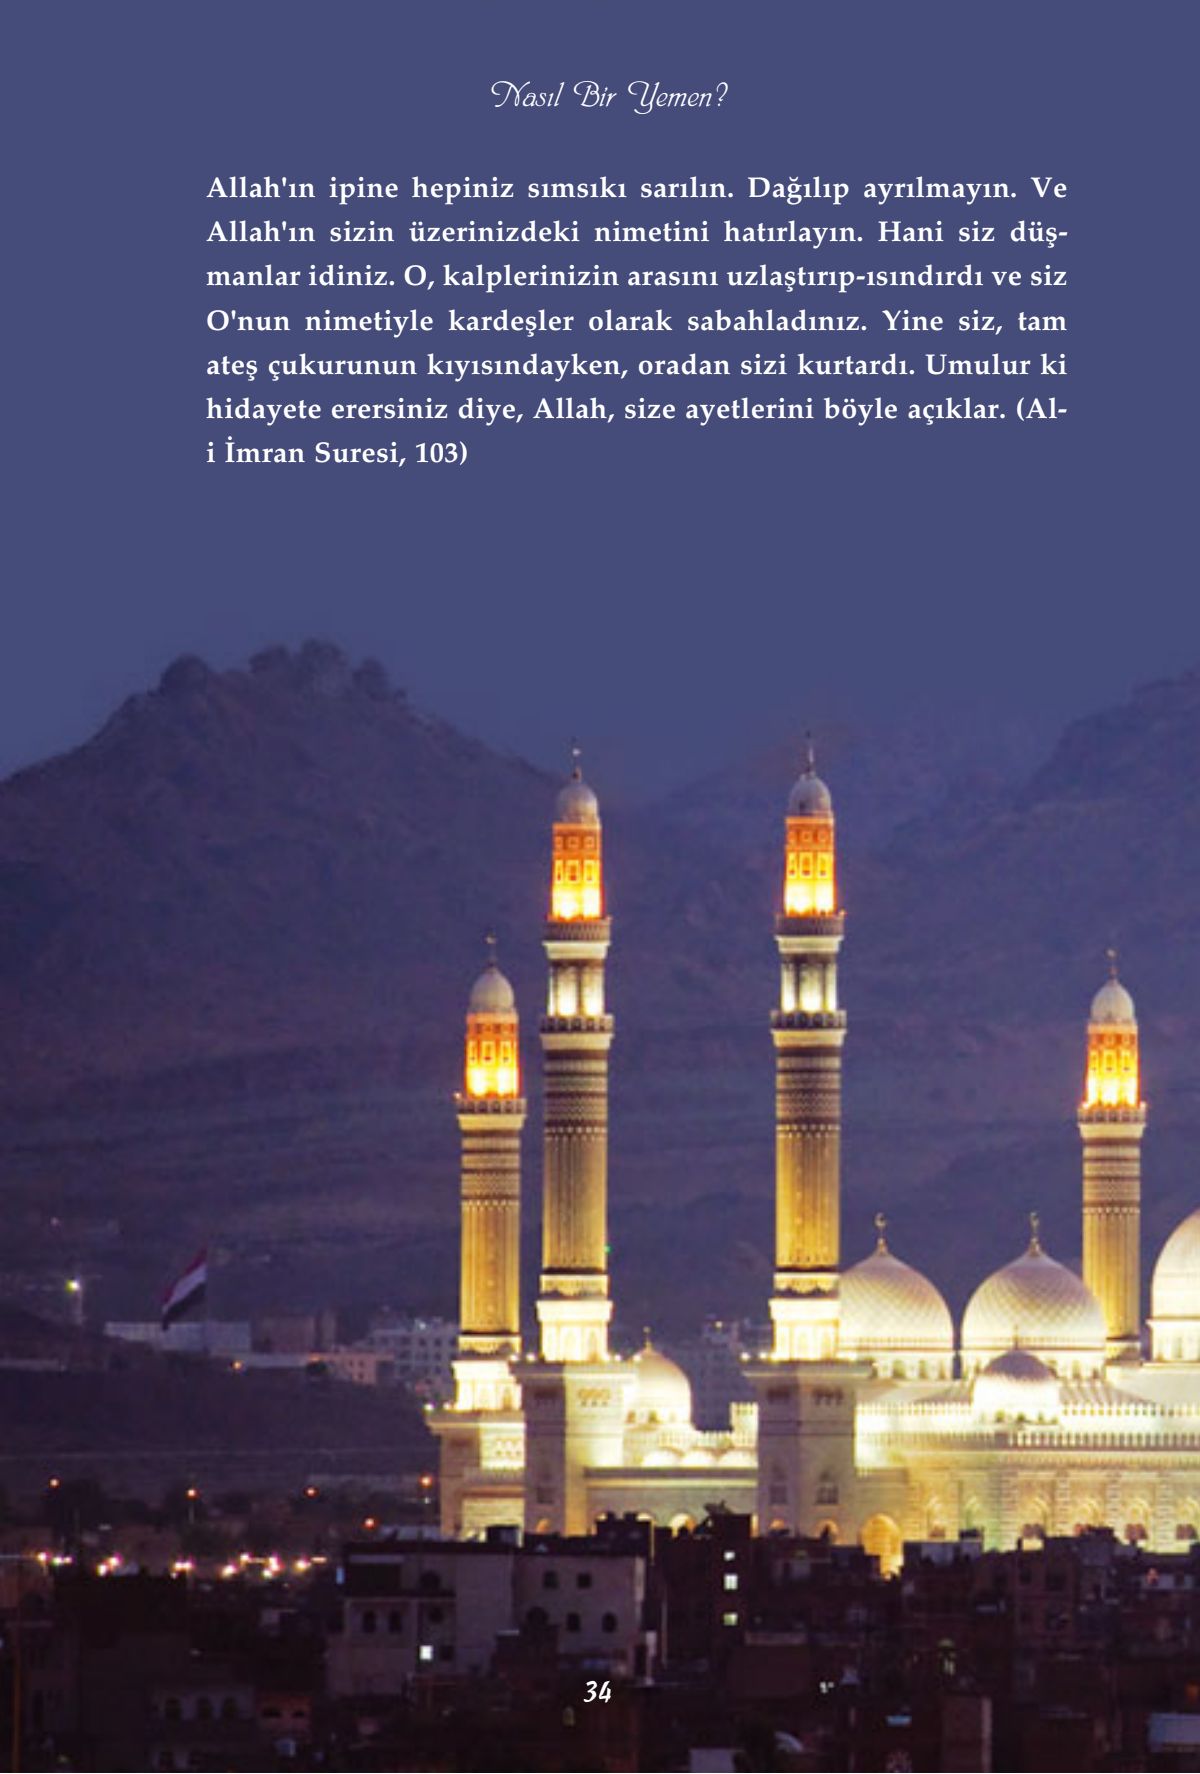 Nasıl Bir Yemen?
Allah'ın ipine hepiniz sımsıkı sarılın. Dağılıp ayrılmayın. Ve
Allah'ın sizin üzerinizdeki nimetini hatırlayın. Hani siz düş-
manlar idiniz. O, kalplerinizin arasını uzlaştırıp-ısındırdı ve siz
O'nun nimetiyle kardeşler olarak sabahladınız. Yine siz, tam
ateş çukurunun kıyısındayken, oradan sizi kurtardı. Umulur ki
hidayete erersiniz diye, Allah, size ayetlerini böyle açıklar. (Al-
i İmran Suresi, 103)
34